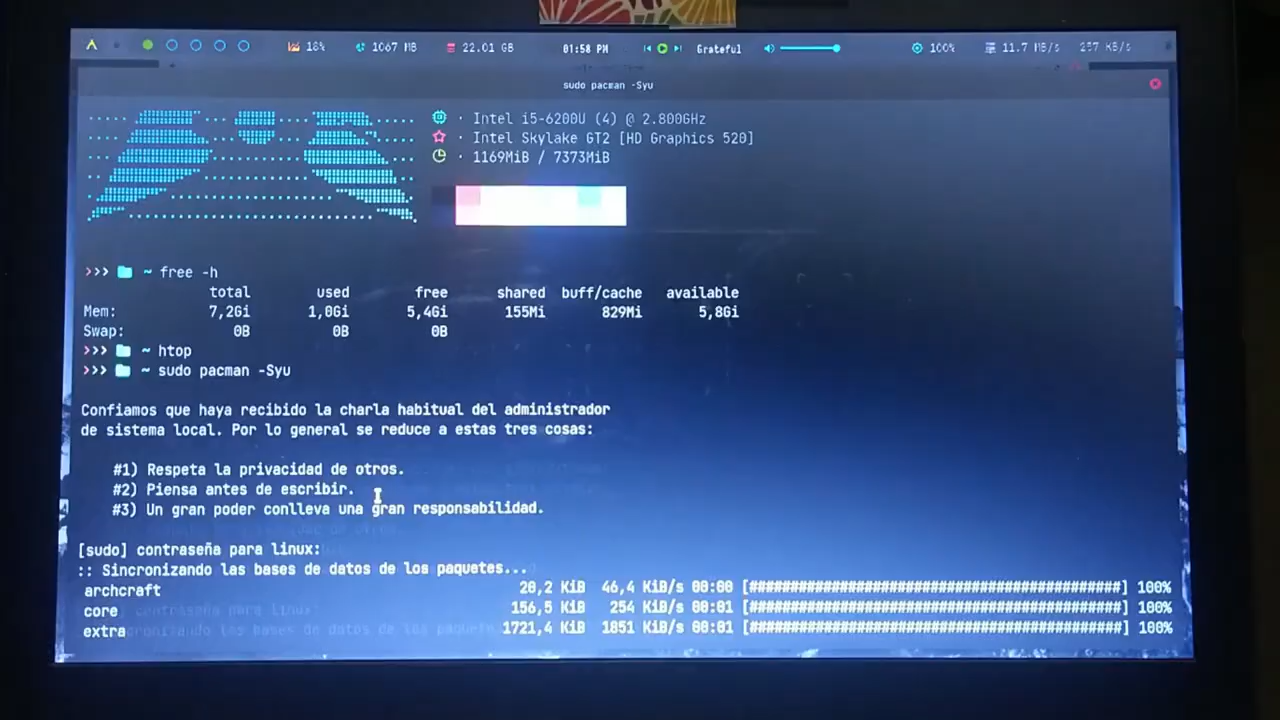 18% 1067 MB 22.01 GB 01:58 PM Grateful 100% 11.7 MB/s 257 KB/s
sudo pacman -Syu
· Intel i5-6200U (4) @ 2.800GHz
· Intel Skylake GT2 [HD Graphics 520]
· 1169MiB / 7373MiB
>>> ~ free -h
total used free shared buff/cache available
Mem: 7,2Gi 1,0Gi 5,4Gi 155Mi 829Mi 5,8Gi
Swap: 0B 0B 0B
>>> ~ htop
>>> ~ sudo pacman -Syu
Confiamos que haya recibido la charla habitual del administrador
de sistema local. Por lo general se reduce a estas tres cosas:
#1) Respeta la privacidad de otros.
#2) Piensa antes de escribir.
#3) Un gran poder conlleva una gran responsabilidad.
[sudo] contraseña para linux:
:: Sincronizando las bases de datos de los paquetes...
archcraft 20,2 KiB 46,4 KiB/s 00:00 [##############################################] 100%
core 156,5 KiB 254 KiB/s 00:01 [##############################################] 100%
extra 1721,4 KiB 1851 KiB/s 00:01 [##############################################] 100%